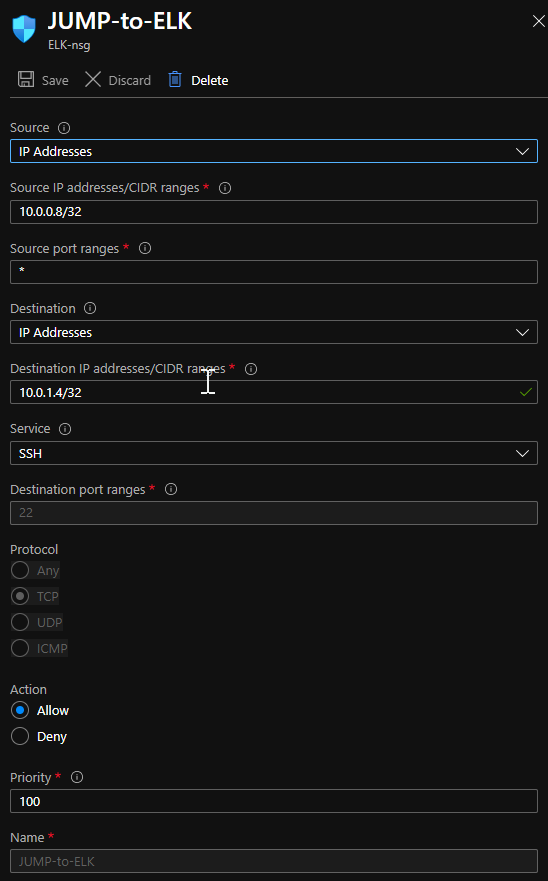 JUMP-to-ELK
ELK-nsg
Save Discard Delete
Source
IP Addresses
Source IP addresses/CIDR ranges *
10.0.0.8/32
Source port ranges *
*
Destination
IP Addresses
Destination IP addresses/CIDR ranges *
10.0.1.4/32
Service
SSH
Destination port ranges *
22
Protocol
Any
TCP
UDP
ICMP
Action
Allow
Deny
Priority *
100
Name *
JUMP-to-ELK